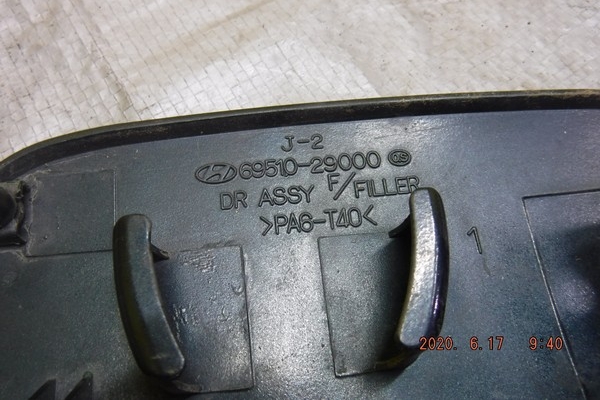 J-2
69510-29000
DR ASSY F/FILLER
>PA6-T40<
1
2020. 6.17 9:40